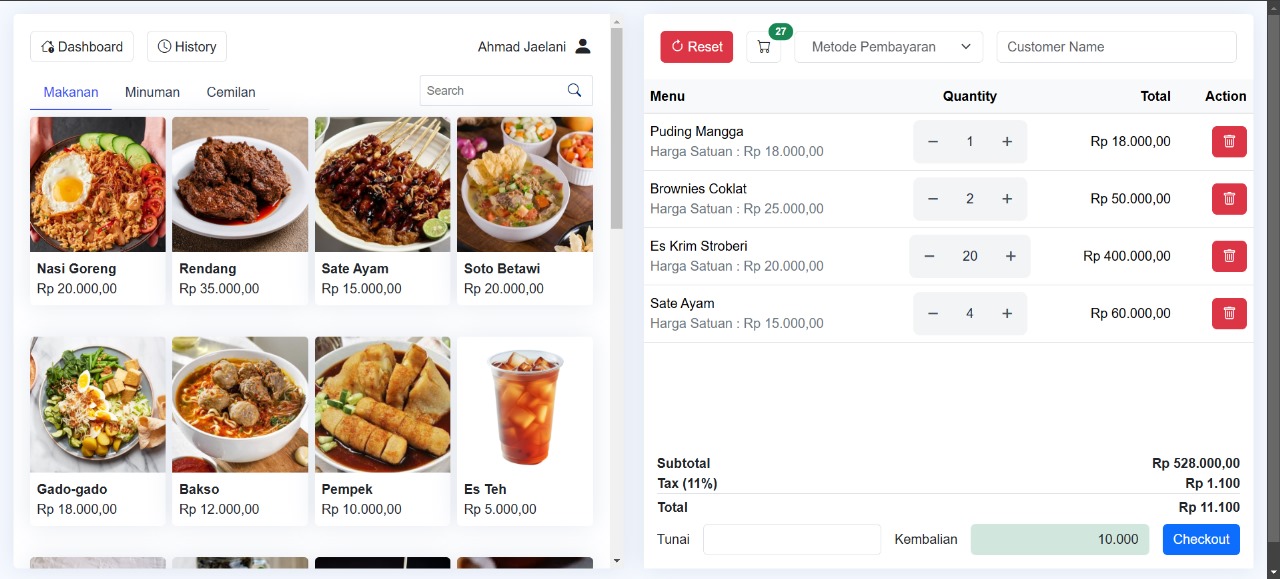 Dashboard
History
Ahmad Jaelani
Makanan
Minuman
Cemilan
Search
Nasi Goreng
Rp 20.000,00
Rendang
Rp 35.000,00
Sate Ayam
Rp 15.000,00
Soto Betawi
Rp 20.000,00
Gado-gado
Rp 18.000,00
Bakso
Rp 12.000,00
Pempek
Rp 10.000,00
Es Teh
Rp 5.000,00
Reset
27
Metode Pembayaran
Customer Name
Menu Quantity Total Action
Puding Mangga
Harga Satuan : Rp 18.000,00
− 1 +
Rp 18.000,00
Brownies Coklat
Harga Satuan : Rp 25.000,00
− 2 +
Rp 50.000,00
Es Krim Stroberi
Harga Satuan : Rp 20.000,00
− 20 +
Rp 400.000,00
Sate Ayam
Harga Satuan : Rp 15.000,00
− 4 +
Rp 60.000,00
Subtotal Rp 528.000,00
Tax (11%) Rp 1.100
Total Rp 11.100
Tunai Kembalian 10.000 Checkout